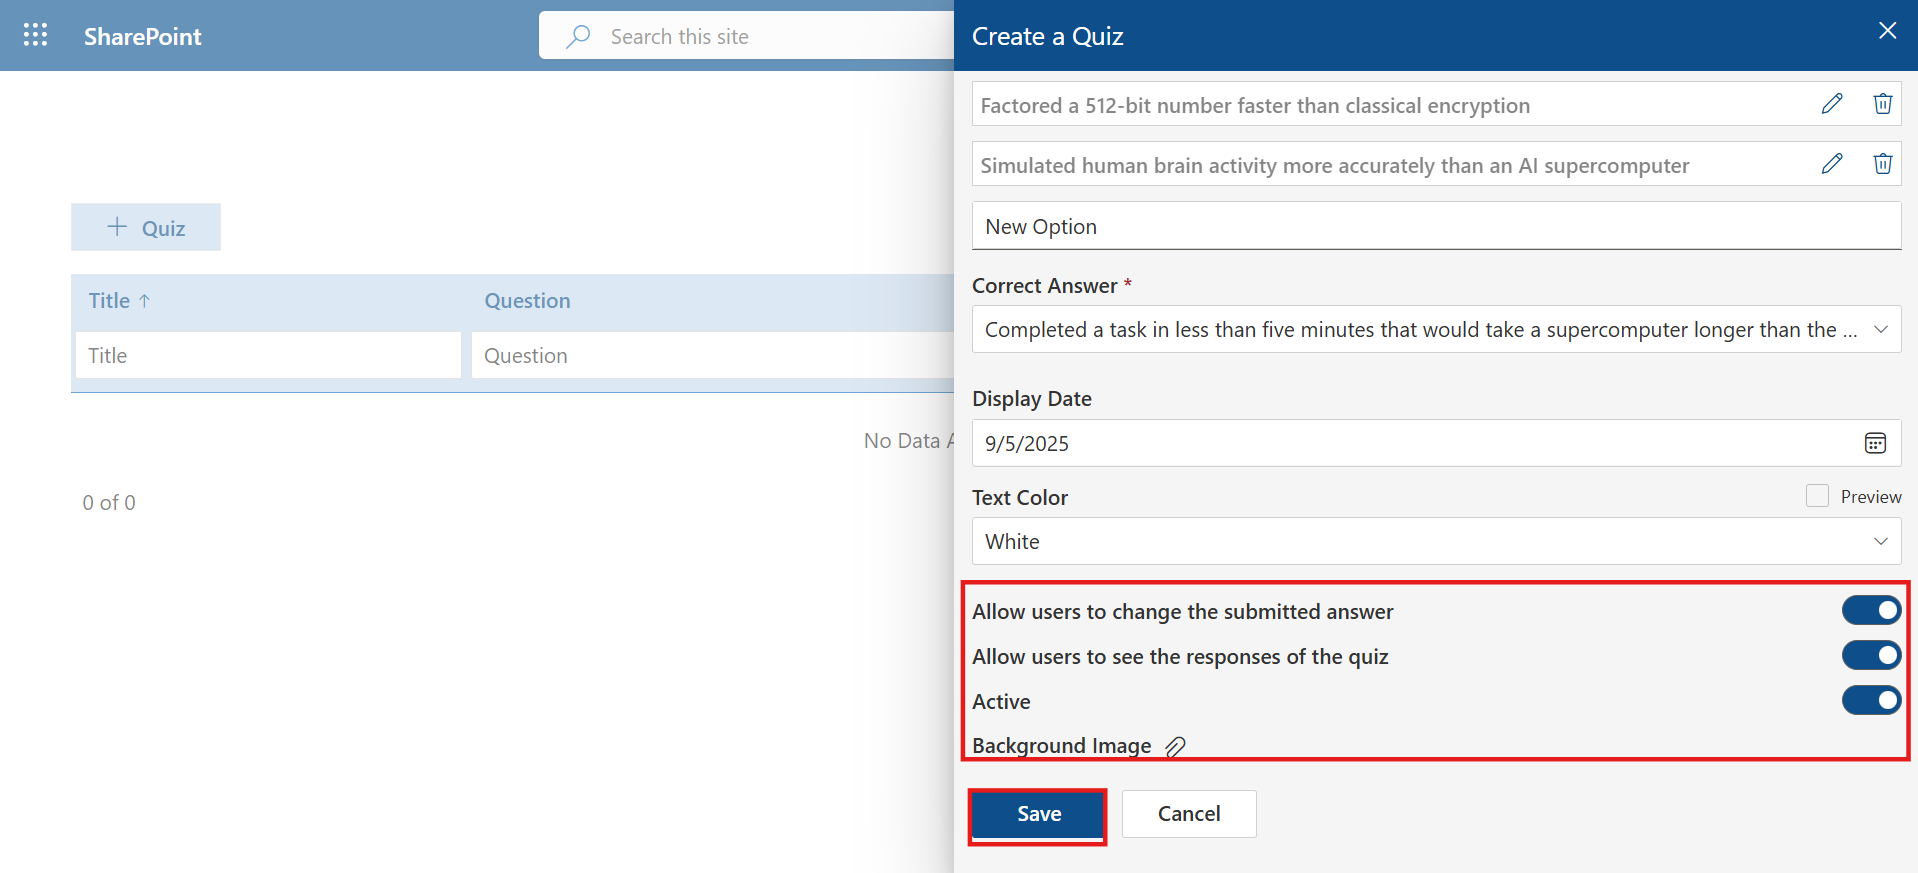 SharePoint
Search this site
Create a Quiz
Quiz
Title ↑
Question
Title
Question
No Data
0 of 0
Factored a 512-bit number faster than classical encryption
Simulated human brain activity more accurately than an AI supercomputer
New Option
Correct Answer *
Completed a task in less than five minutes that would take a supercomputer longer than the ...
Display Date
9/5/2025
Text Color
Preview
White
Allow users to change the submitted answer
Allow users to see the responses of the quiz
Active
Background Image
Save
Cancel